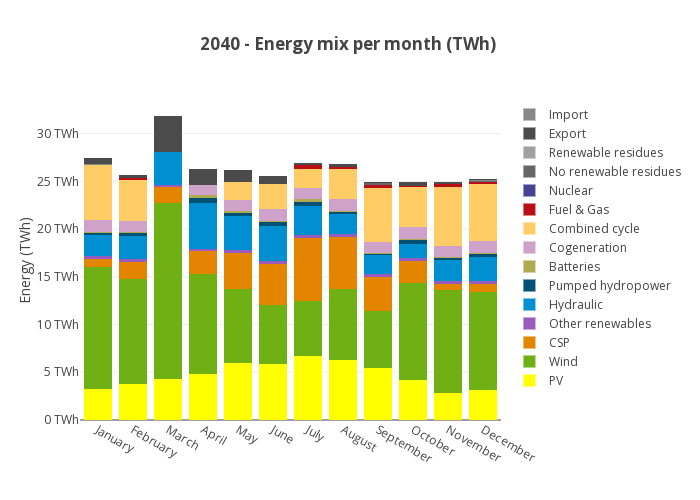 2040 - Energy mix per month (TWh)
Energy (TWh)
30 TWh
25 TWh
20 TWh
15 TWh
10 TWh
5 TWh
0 TWh
January
February
March
April
May
June
July
August
September
October
November
December
Import
Export
Renewable residues
No renewable residues
Nuclear
Fuel & Gas
Combined cycle
Cogeneration
Batteries
Pumped hydropower
Hydraulic
Other renewables
CSP
Wind
PV